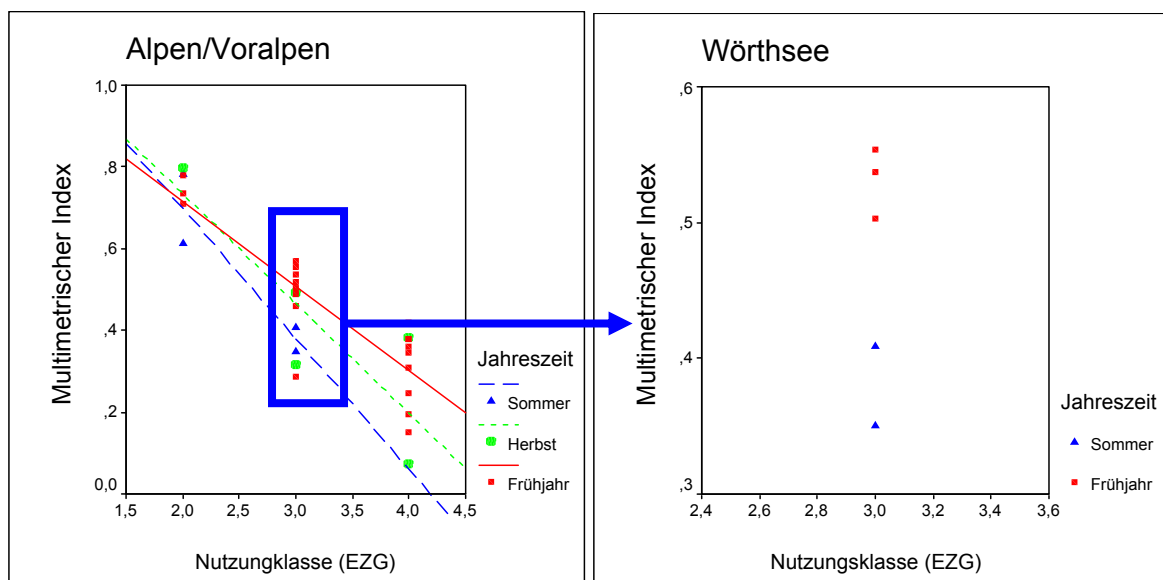 Alpen/Voralpen
Multimetrischer Index
1,0
,8
,6
,4
,2
0,0
1,5 2,0 2,5 3,0 3,5 4,0 4,5
Nutzungklasse (EZG)
Jahreszeit
Sommer
Herbst
Frühjahr
Wörthsee
Multimetrischer Index
,6
,5
,4
,3
2,4 2,6 2,8 3,0 3,2 3,4 3,6
Nutzungsklasse (EZG)
Jahreszeit
Sommer
Frühjahr